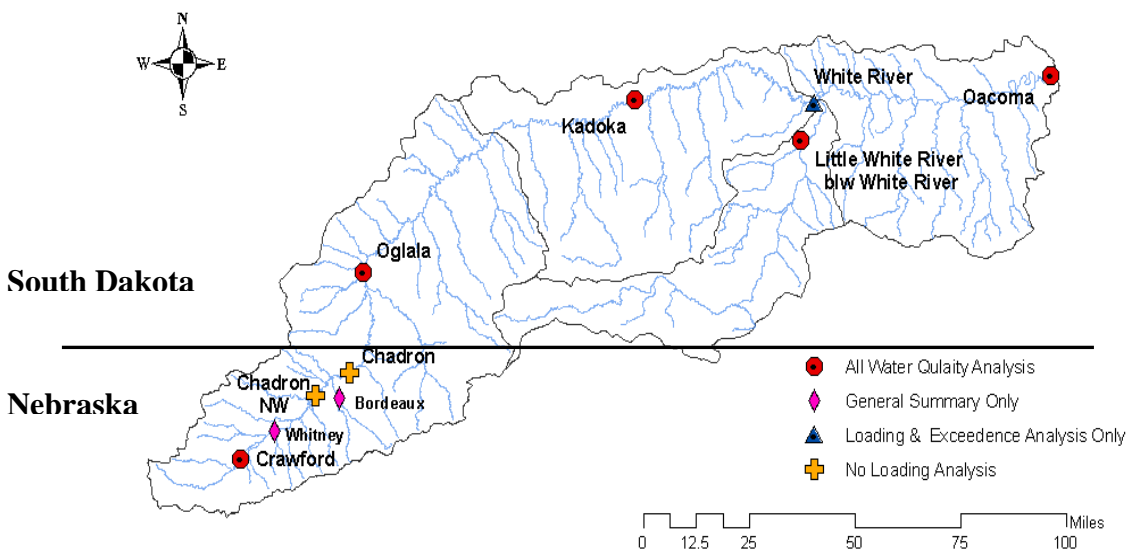 N
W E
S
White River
Oacoma
Kadoka
Little White River
blw White River
Oglala
South Dakota
Chadron
Chadron
NW
Bordeaux
Nebraska
Whitney
Crawford
All Water Qulaity Analysis
General Summary Only
Loading & Exceedence Analysis Only
No Loading Analysis
Miles
0 12.5 25 50 75 100